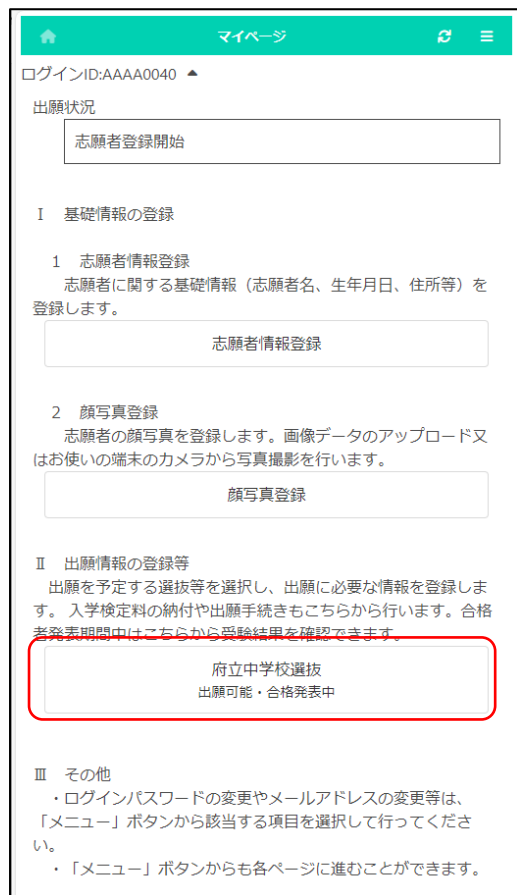 マイページ
ログインID:AAAA0040
出願状況
志願者登録開始
Ⅰ　基礎情報の登録
1　志願者情報登録
志願者に関する基礎情報（志願者名、生年月日、住所等）を
登録します。
志願者情報登録
2　顔写真登録
志願者の顔写真を登録します。画像データのアップロード又
はお使いの端末のカメラから写真撮影を行います。
顔写真登録
Ⅱ　出願情報の登録等
出願を予定する選抜等を選択し、出願に必要な情報を登録しま
す。 入学検定料の納付や出願手続きもこちらから行います。合格
者発表期間中はこちらから受験結果を確認できます。
府立中学校選抜
出願可能・合格発表中
Ⅲ　その他
・ログインパスワードの変更やメールアドレスの変更等は、
「メニュー」ボタンから該当する項目を選択して行ってくださ
い。
・「メニュー」ボタンからも各ページに進むことができます。